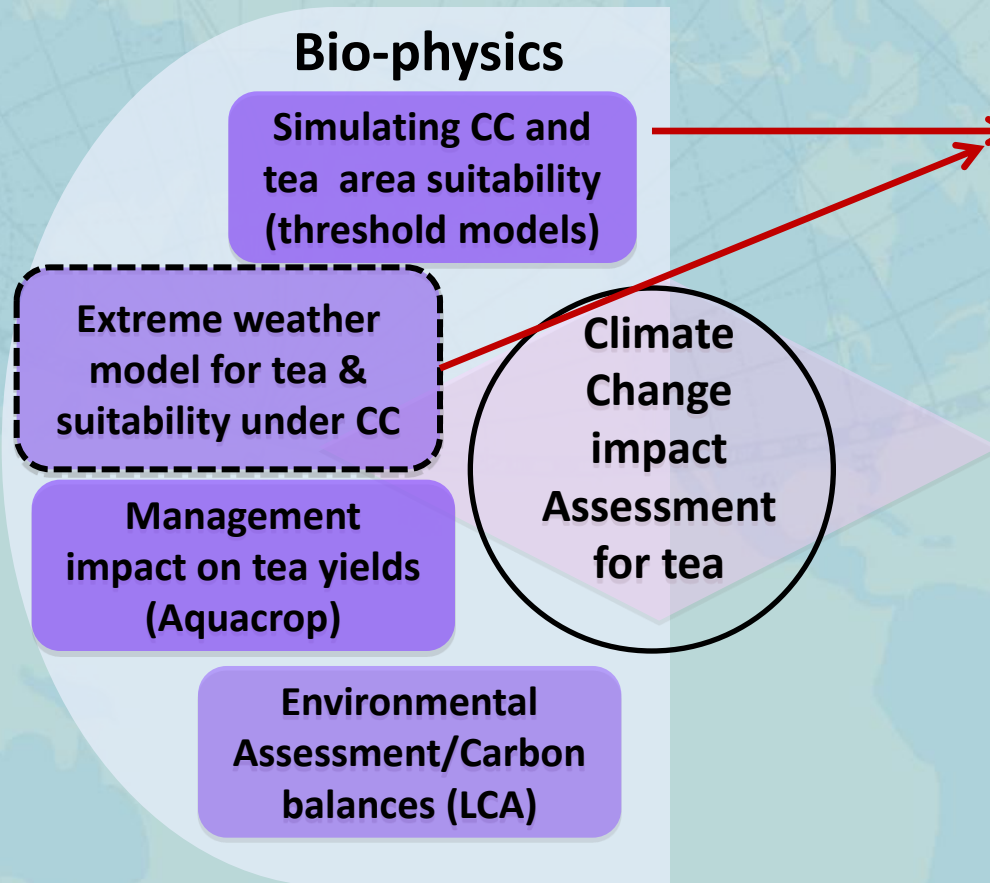 Bio-physics
Simulating CC and
tea area suitability
(threshold models)
Extreme weather
model for tea &
suitability under CC
Climate
Change
impact
Assessment
for tea
Management
impact on tea yields
(Aquacrop)
Environmental
Assessment/Carbon
balances (LCA)